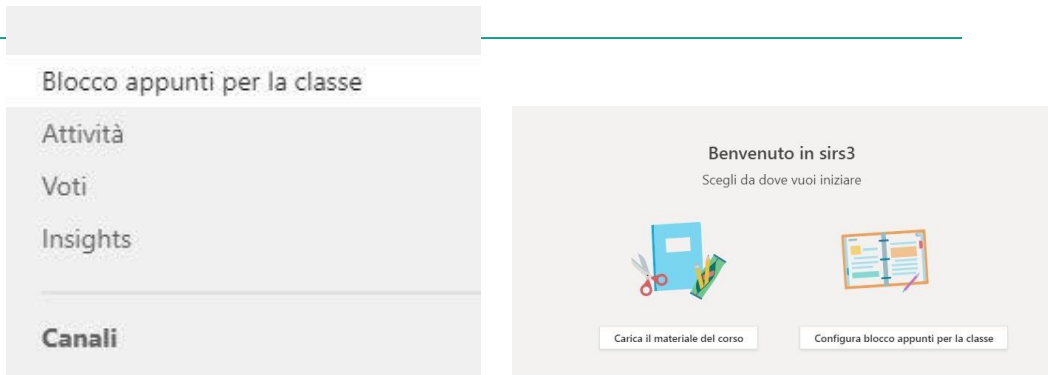 Blocco appunti per la classe
Attività
Voti
Insights
Canali
Benvenuto in sirs3
Scegli da dove vuoi iniziare
Carica il materiale del corso
Configura blocco appunti per la classe